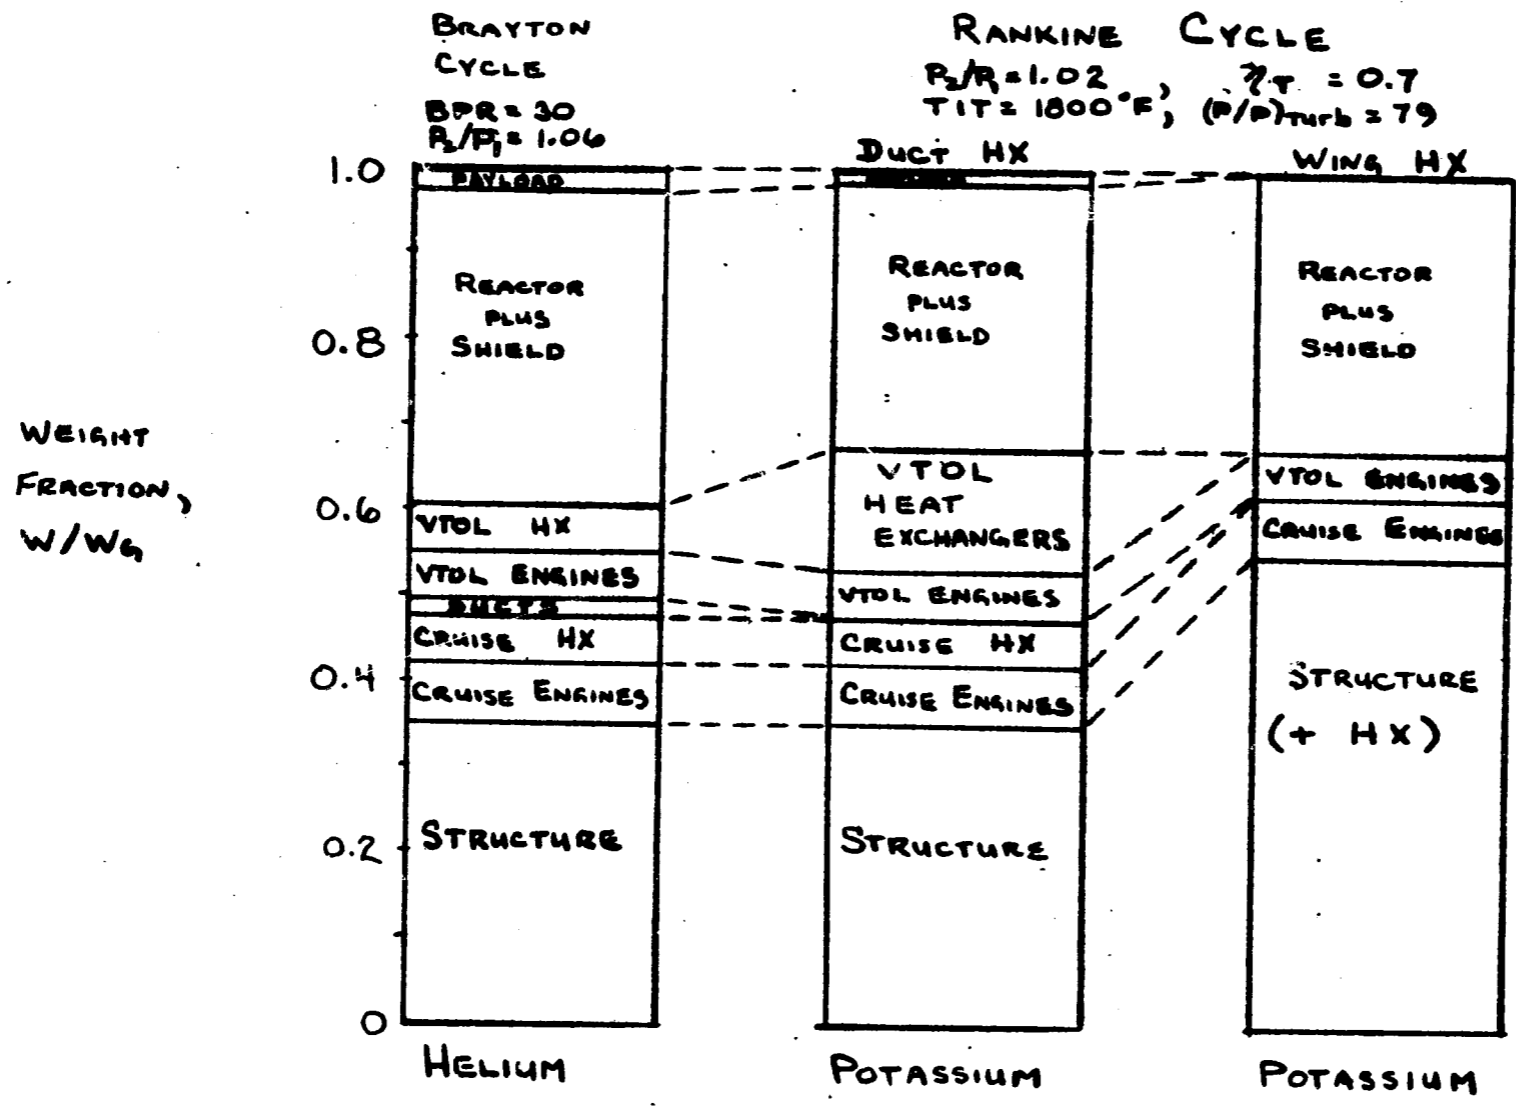 BRAYTON
CYCLE
BPR = 30
P₂/P₁ = 1.06
RANKINE CYCLE
P₂/P₁ = 1.02, η_T = 0.7
TIT = 1800°F; (P/P)Turb = 79
DUCT HX
WING HX
1.0
0.8
0.6
0.4
0.2
0
WEIGHT
FRACTION,
W/WG
PAYLOAD
REACTOR
PLUS
SHIELD
VTOL HX
VTOL ENGINES
DUCTS
CRUISE HX
CRUISE ENGINES
STRUCTURE
HELIUM
REACTOR
PLUS
SHIELD
VTOL
HEAT
EXCHANGERS
VTOL ENGINES
CRUISE HX
CRUISE ENGINES
STRUCTURE
POTASSIUM
REACTOR
PLUS
SHIELD
VTOL ENGINES
CRUISE ENGINES
STRUCTURE
(+ HX)
POTASSIUM